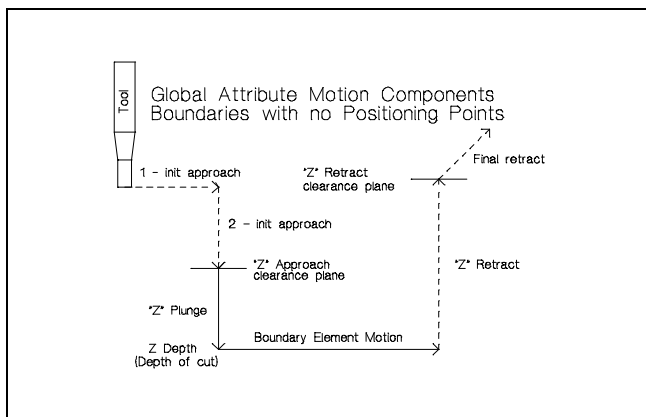 Tool
Global Attribute Motion Components
Boundaries with no Positioning Points
Final retract
1 - init approach
"Z" Retract
clearance plane
2 - init approach
"Z" Approach
clearance plane
"Z" Retract
"Z" Plunge
Boundary Element Motion
Z Depth
(Depth of cut)